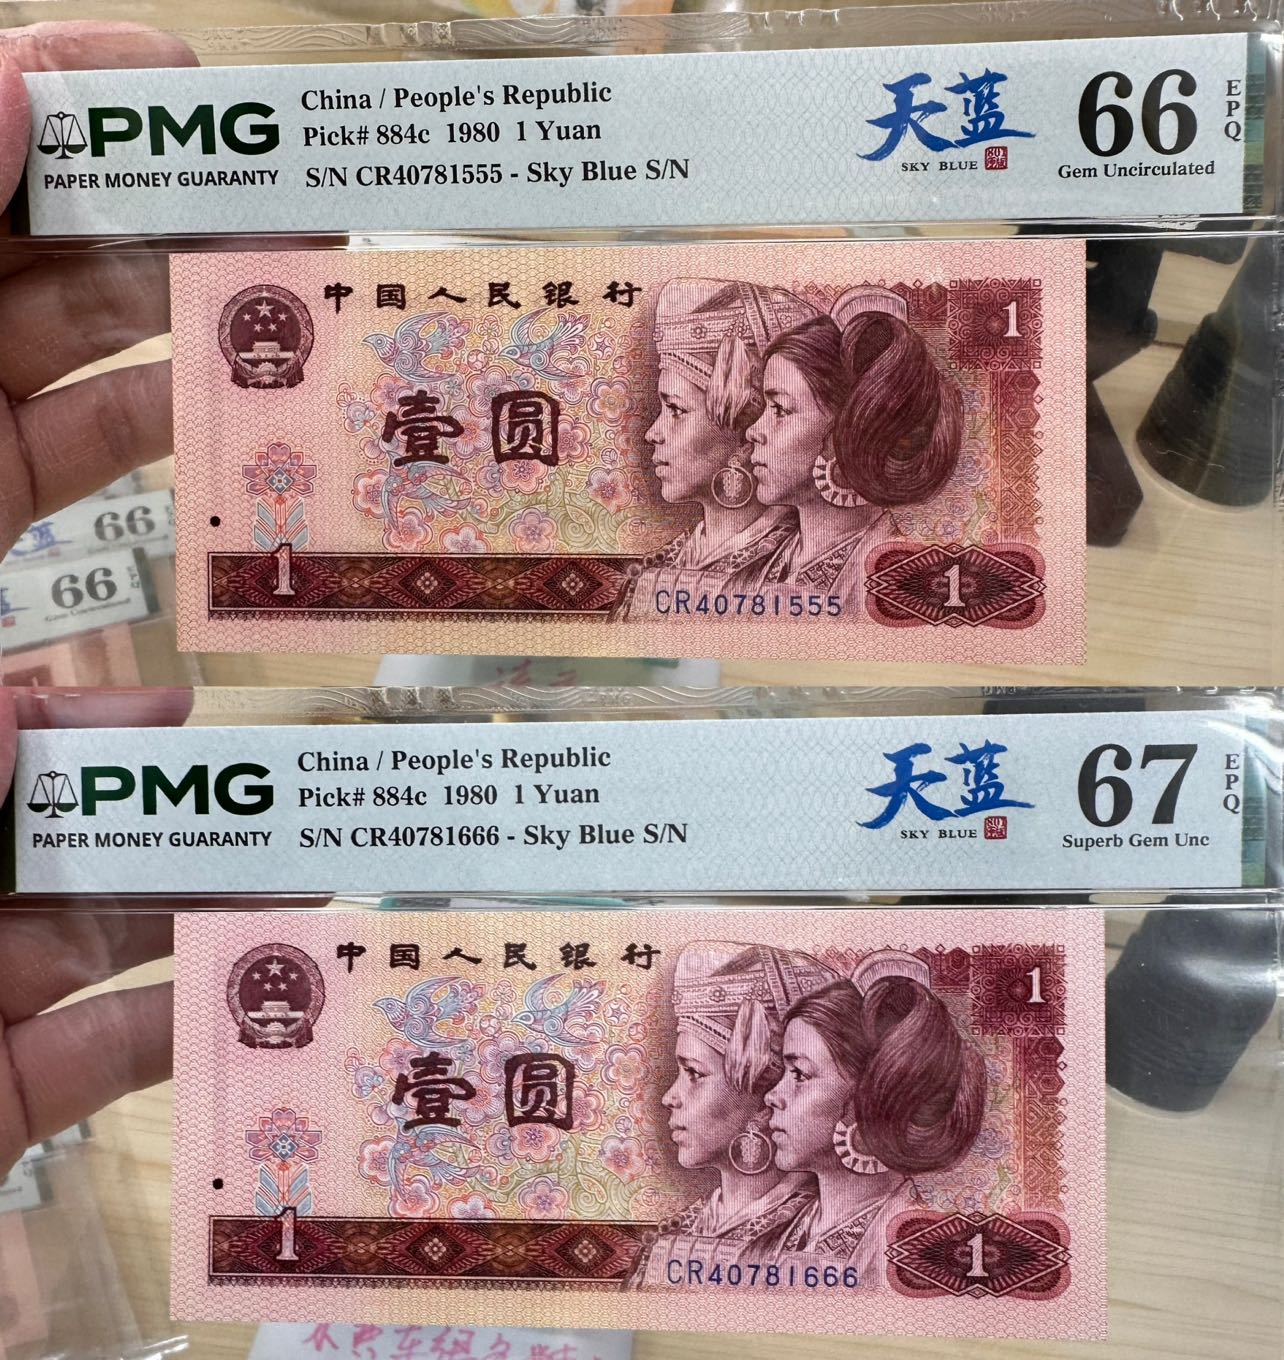 PMG
PAPER MONEY GUARANTY
China / People's Republic
Pick# 884c 1980 1 Yuan
S/N CR40781555 - Sky Blue S/N
天蓝
SKY BLUE
66
EPQ
Gem Uncirculated
中国人民银行
1
壹圆
1
CR40781555
1
66
66
PMG
PAPER MONEY GUARANTY
China / People's Republic
Pick# 884c 1980 1 Yuan
S/N CR40781666 - Sky Blue S/N
天蓝
SKY BLUE
67
EPQ
Superb Gem Unc
中国人民银行
1
壹圆
1
CR40781666
1